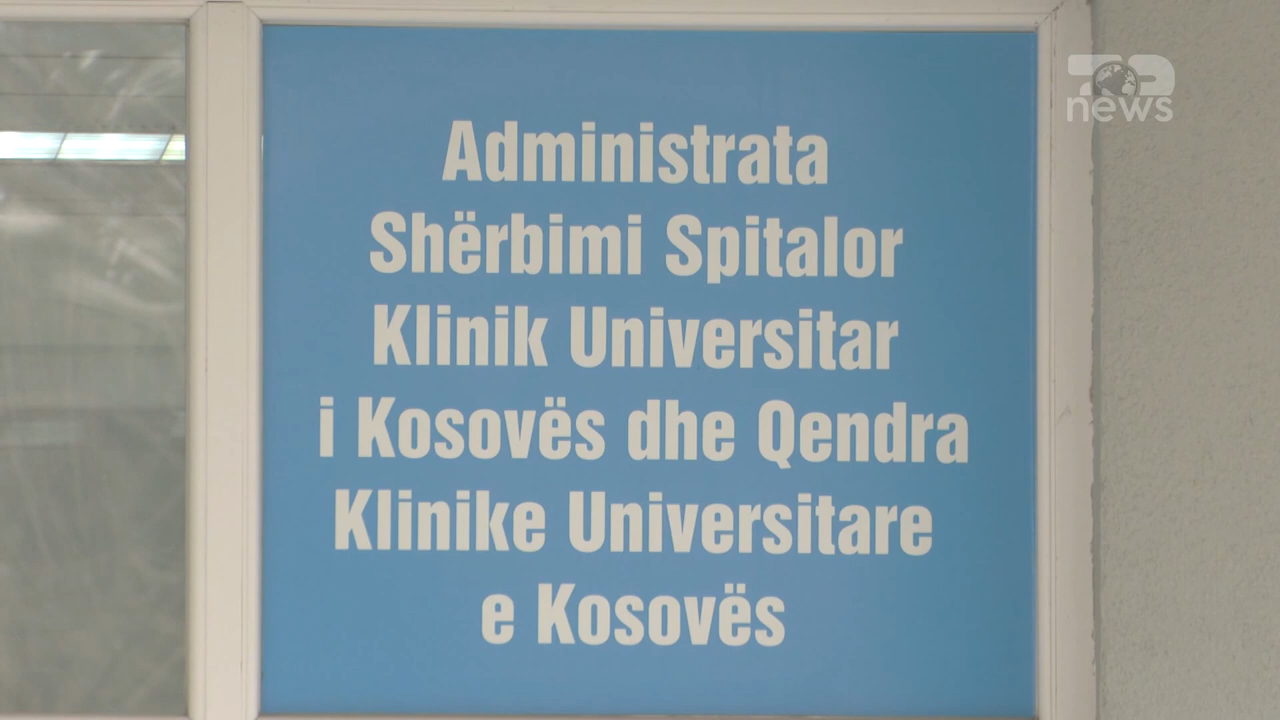 Administrata
Shërbimi Spitalor
Klinik Universitar
i Kosovës dhe Qendra
Klinike Universitare
e Kosovës
news